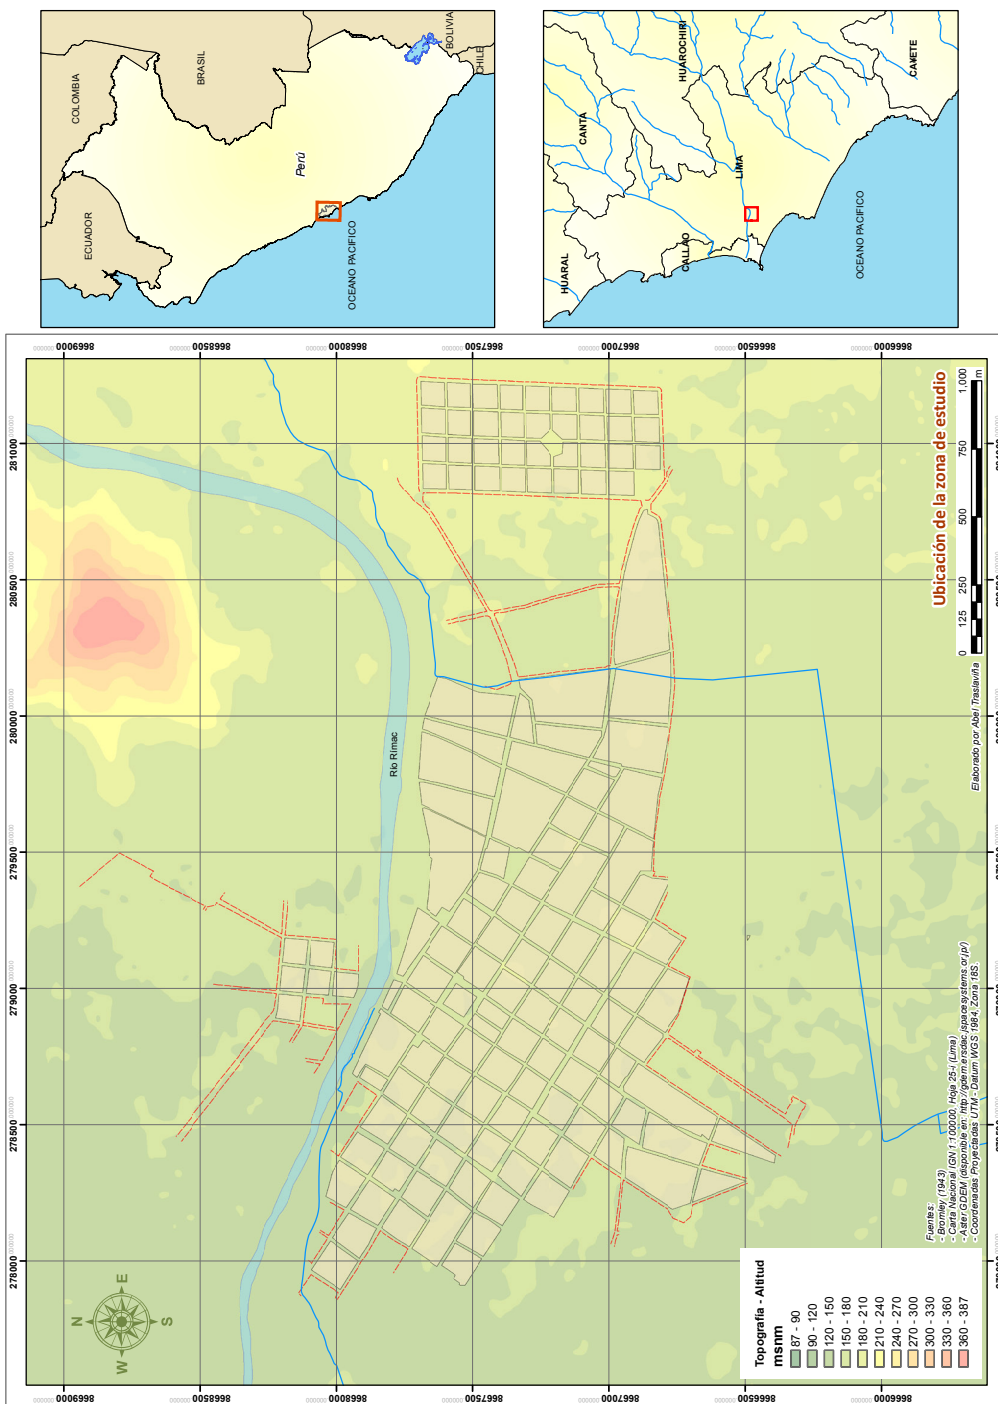 COLOMBIA
ECUADOR
BRASIL
Perú
BOLIVIA
CHILE
OCEANO PACIFICO
HUARAL
CANTA
HUAROCHIRI
CALLAO
LIMA
CA¥ETE
OCEANO PACIFICO
278000
278500
279000
279500
280000
280500
281000
8669000
8668500
8668000
8667500
8667000
8666500
8666000
N
W
E
S
Río Rímac
Topografía - Altitud
msnm
87 - 90
90 - 120
120 - 150
150 - 180
180 - 210
210 - 240
240 - 270
270 - 300
300 - 330
330 - 360
360 - 387
Fuentes:
- Bromley (1943)
- Carta Nacional IGN 1:100000, Hoja 25-i (Lima)
- Aster GDEM (disponible en: http://gdem.ersdac.jspacesystems.or.jp/)
- Coordenadas Proyectadas UTM - Datum WGS 1984, Zona 18S.
Elaborado por Abel Traslaviña
Ubicación de la zona de estudio
0 125 250 500 750 1,000
m